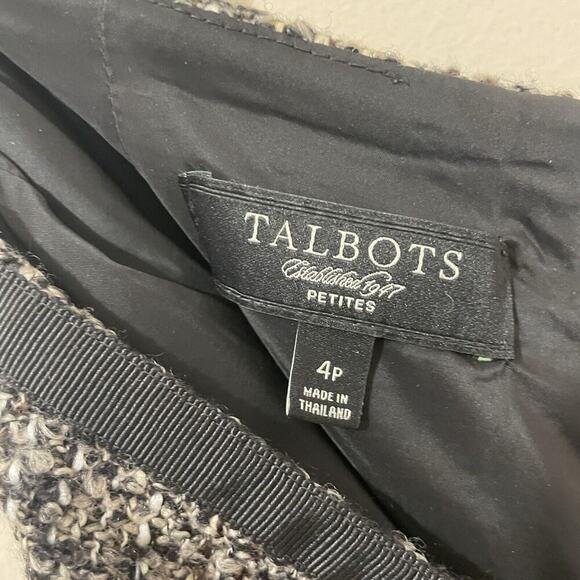 TALBOTS
Established 1947
PETITES
4P
MADE IN
THAILAND